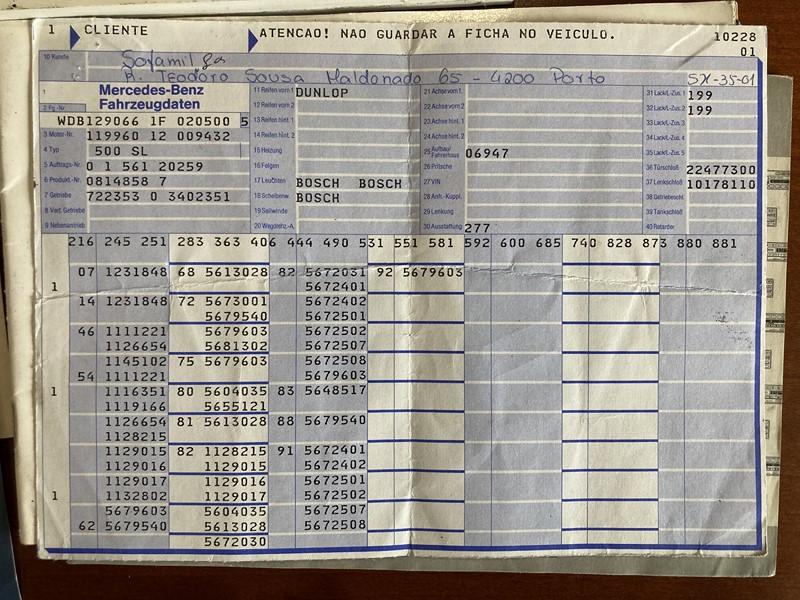 1 CLIENTE ATENCAO! NAO GUARDAR A FICHA NO VEICULO. 10228
01
10 Kunde Sofamil
R. Teodoro Sousa Maldonado 65 - 4200 Porto SX-35-01
1 Mercedes-Benz 11 Reifen vorn 1. DUNLOP 21 Achse vorn 1. 31 Lack/L.-Zus. 1 199
2 Fg.-Nr. Fahrzeugdaten 12 Reifen vorn 2. 22 Achse vorn 2. 32 Lack/L.-Zus. 2 199
WDB129066 1F 020500 5 13 Reifen hint. 1 23 Achse hint. 1. 33 Lack/L.-Zus. 3
3 Motor-Nr. 119960 12 009432 14 Reifen hint. 2 24 Achse hint. 2. 34 Lack/L.-Zus. 4
4 Typ 500 SL 15 Heizung 25 Aufbau/Fahrerhaus 06947 35 Lack/L.-Zus. 5
5 Auftrags-Nr. 0 1 561 20259 16 Felgen 26 Pritsche 36 Türschloß 22477300
6 Produkt.-Nr. 0814858 7 17 Leuchten BOSCH BOSCH 27 VIN 37 Lenkschloß 10178110
7 Getriebe 722353 0 3402351 18 Scheibenw. BOSCH 28 Anh.-Kuppl. 38 Getriebeschl.
8 Vert. Getriebe 19 Seilwinde 29 Lenkung 39 Tankschloß
9 Nebenantrieb 20 Wegdrehz.-A. 30 Ausstattung 277 40 Retarder
216 245 251 283 363 406 444 490 531 551 581 592 600 685 740 828 873 880 881
07 1231848 68 5613028 82 5672031 92 5679603
1 5672401
14 1231848 72 5673001 5672402
5679540 5672501
46 1111221 5679603 5672502
1126654 5681302 5672507
1145102 75 5679603 5672508
54 1111221 5679603
1 1116351 80 5604035 83 5648517
1119166 5655121
1126654 81 5613028 88 5679540
1128215
1129015 82 1128215 91 5672401
1129016 1129015 5672402
1129017 1129016 5672501
1 1132802 1129017 5672502
5679603 5604035 5672507
62 5679540 5613028 5672508
5672030